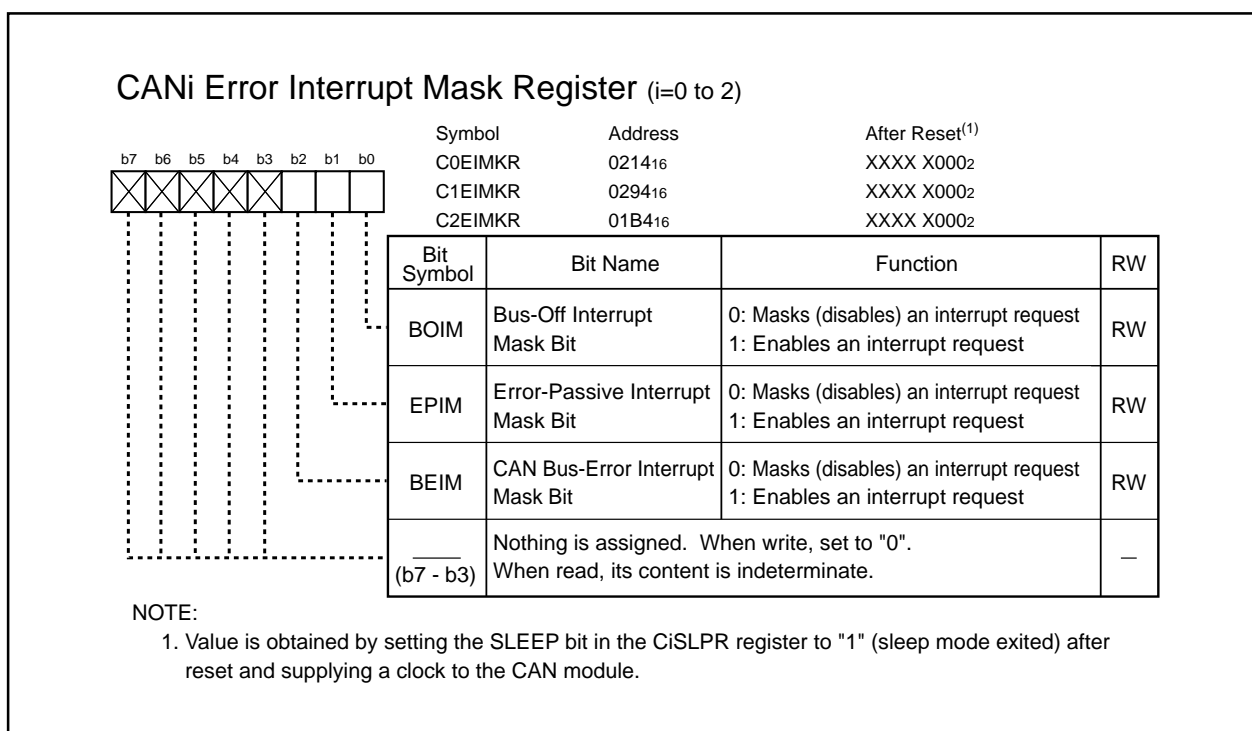 CANi Error Interrupt Mask Register (i=0 to 2)
Symbol Address After Reset(1)
b7 b6 b5 b4 b3 b2 b1 b0
C0EIMKR 021416 XXXX X0002
C1EIMKR 029416 XXXX X0002
C2EIMKR 01B416 XXXX X0002
Bit Symbol Bit Name Function RW
BOIM Bus-Off Interrupt Mask Bit 0: Masks (disables) an interrupt request
1: Enables an interrupt request RW
EPIM Error-Passive Interrupt Mask Bit 0: Masks (disables) an interrupt request
1: Enables an interrupt request RW
BEIM CAN Bus-Error Interrupt Mask Bit 0: Masks (disables) an interrupt request
1: Enables an interrupt request RW
(b7 - b3) Nothing is assigned. When write, set to "0".
When read, its content is indeterminate. —
NOTE:
1. Value is obtained by setting the SLEEP bit in the CiSLPR register to "1" (sleep mode exited) after
reset and supplying a clock to the CAN module.